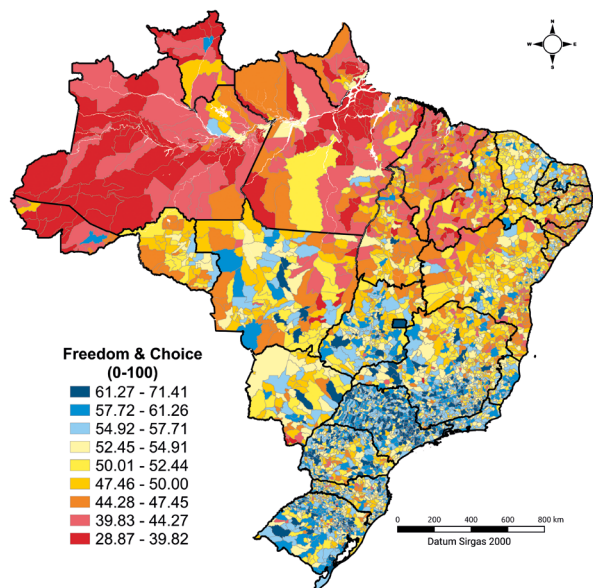 N
W E
S
Freedom & Choice
(0-100)
61.27 - 71.41
57.72 - 61.26
54.92 - 57.71
52.45 - 54.91
50.01 - 52.44
47.46 - 50.00
44.28 - 47.45
39.83 - 44.27
28.87 - 39.82
0 200 400 600 800 km
Datum Sirgas 2000